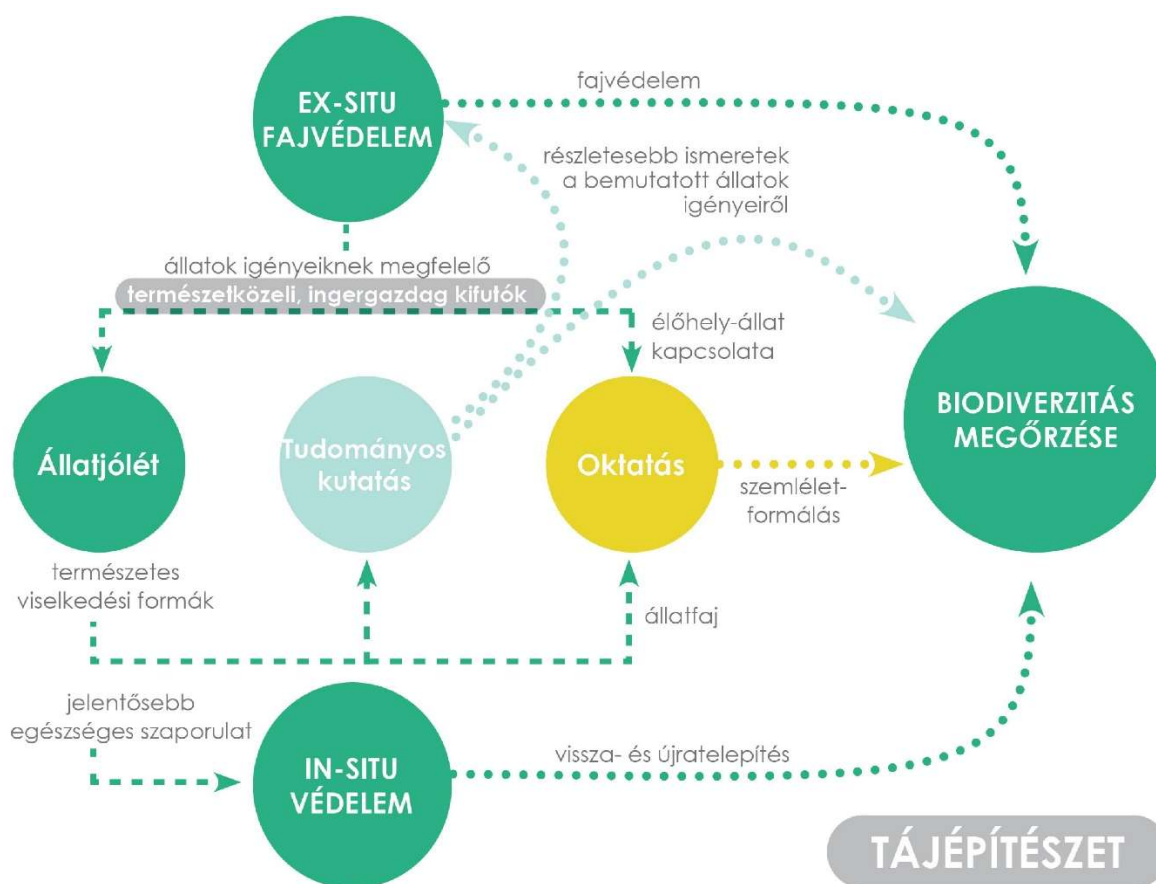 EX-SITU
FAJVÉDELEM
fajvédelem
részletesebb ismeretek
a bemutatott állatok
igényeiről
állatok igényeiknek megfelelő
természetközeli, ingergazdag kifutók
élőhely-állat
kapcsolata
Állatjólét
Tudományos
kutatás
Oktatás
BIODIVERZITÁS
MEGŐRZÉSE
szemlélet-
formálás
természetes
viselkedési formák
állatfaj
jelentősebb
egészséges szaporulat
IN-SITU
VÉDELEM
vissza- és újratelepítés
TÁJÉPÍTÉSZET